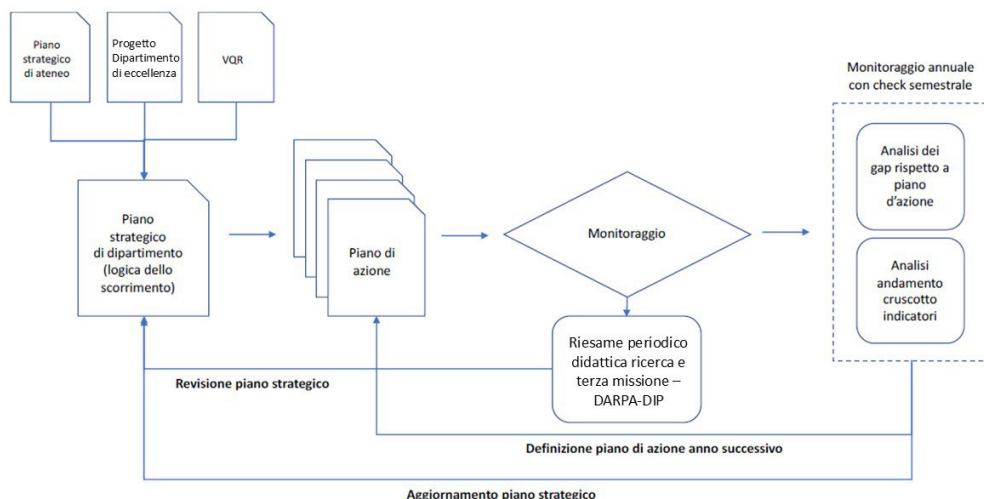 Piano
strategico
di ateneo
Progetto
Dipartimento
di eccellenza
VQR
Monitoraggio annuale
con check semestrale
Piano
strategico
di dipartimento
(logica dello
scorrimento)
Piano di
azione
Monitoraggio
Analisi dei
gap rispetto a
piano
d’azione
Analisi
andamento
cruscotto
indicatori
Riesame periodico
didattica ricerca e
terza missione –
DARPA-DIP
Revisione piano strategico
Definizione piano di azione anno successivo
Aggiornamento piano strategico